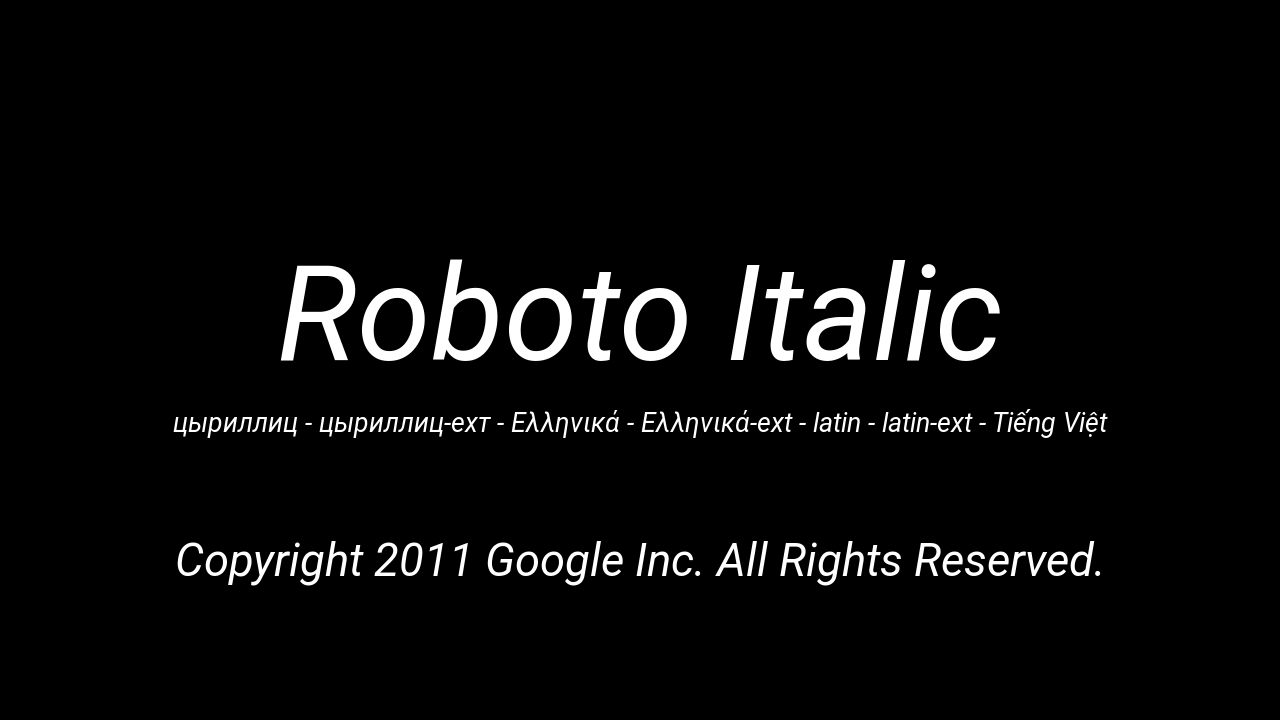 Roboto Italic
цыриллиц - цыриллиц-ехт - Ελληνικά - Ελληνικά-ext - latin - latin-ext - Tiếng Việt
Copyright 2011 Google Inc. All Rights Reserved.